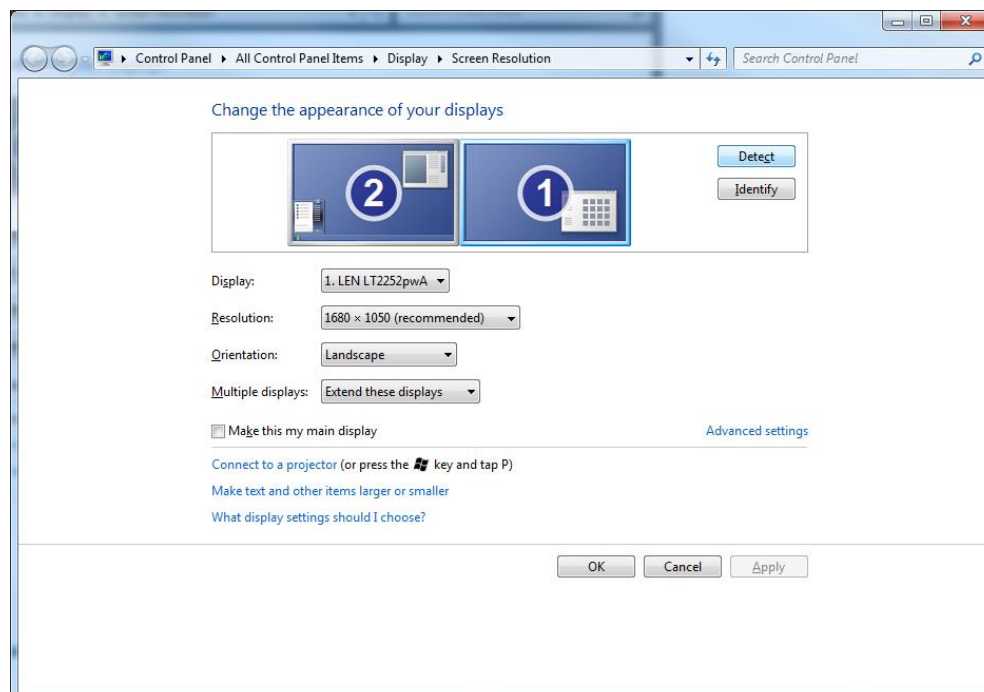 Control Panel All Control Panel Items Display Screen Resolution Search Control Panel
Change the appearance of your displays
2 1
Detect
Identify
Display: 1. LEN LT2252pwA
Resolution: 1680 × 1050 (recommended)
Orientation: Landscape
Multiple displays: Extend these displays
Make this my main display Advanced settings
Connect to a projector (or press the key and tap P)
Make text and other items larger or smaller
What display settings should I choose?
OK Cancel Apply